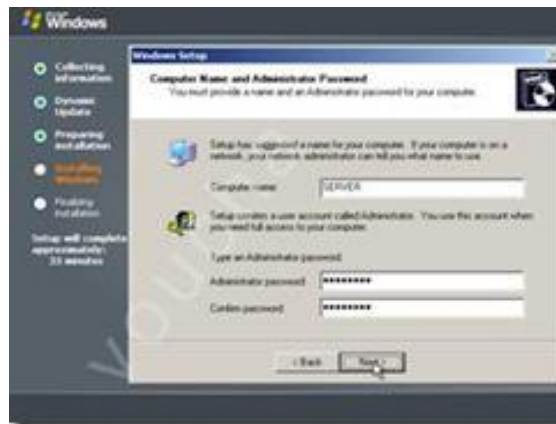 Windows
Collecting
information
Dynamic
Update
Preparing
installation
Installing
Windows
Finalizing
installation
Setup will complete in
approximately:
33 minutes
Windows Setup
Computer Name and Administrator Password
You must provide a name and an Administrator password for your computer.
Setup has suggested a name for your computer. If your computer is on a
network, your network administrator can tell you what name to use.
Computer name:
SERVER
Setup creates a user account called Administrator. You use this account when
you need full access to your computer.
Type an Administrator password.
Administrator password:
Confirm password:
< Back
Next >